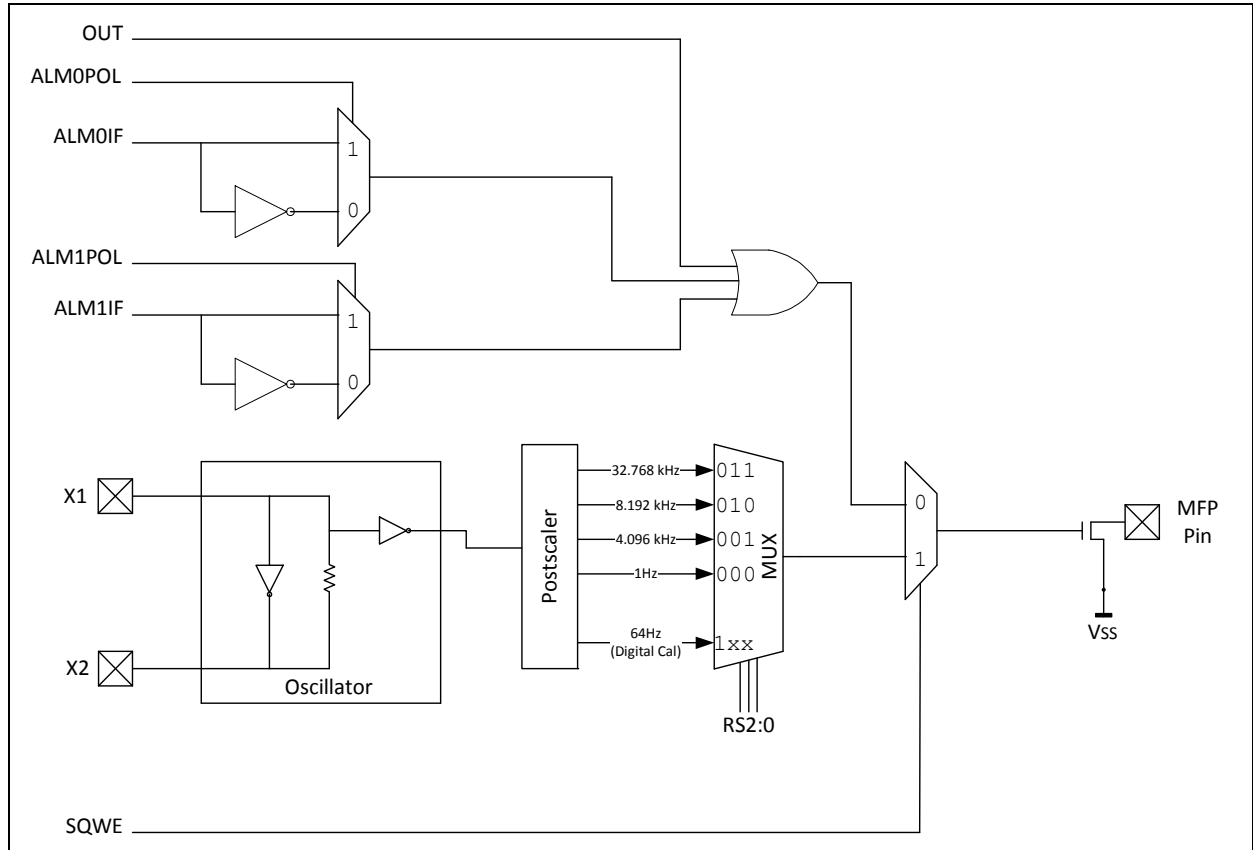 OUT
ALM0POL
ALM0IF
1
0
ALM1POL
ALM1IF
1
0
X1
X2
Oscillator
Postscaler
32.768 kHz
8.192 kHz
4.096 kHz
1Hz
64Hz
(Digital Cal)
011
010
001
000
1xx
MUX
RS2:0
0
1
MFP
Pin
VSS
SQWE